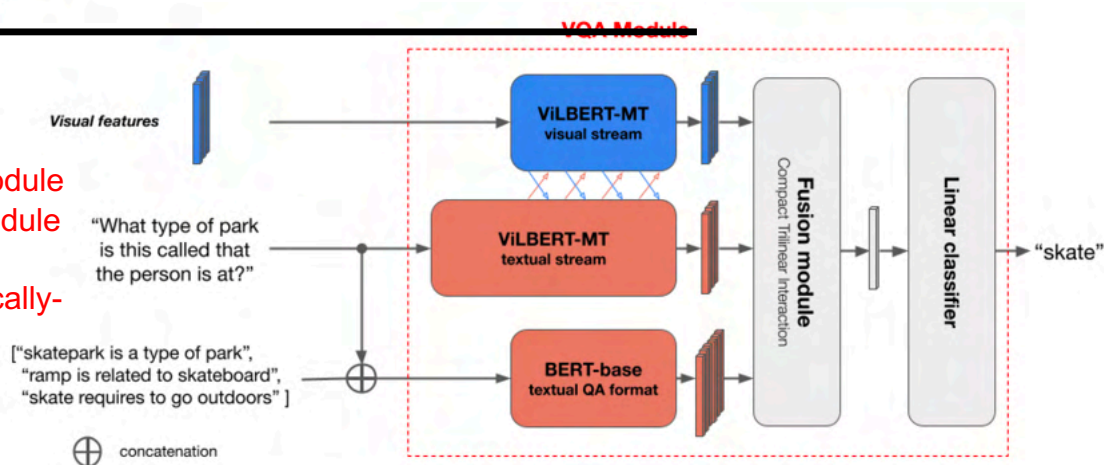 VQA Module
Visual features
ViLBERT-MT
visual stream
odule
dule
cally-
“What type of park
is this called that
the person is at?”
ViLBERT-MT
textual stream
[“skatepark is a type of park”,
“ramp is related to skateboard”,
“skate requires to go outdoors” ]
BERT-base
textual QA format
concatenation
Fusion module
Compact Trilinear Interaction
Linear classifier
“skate”